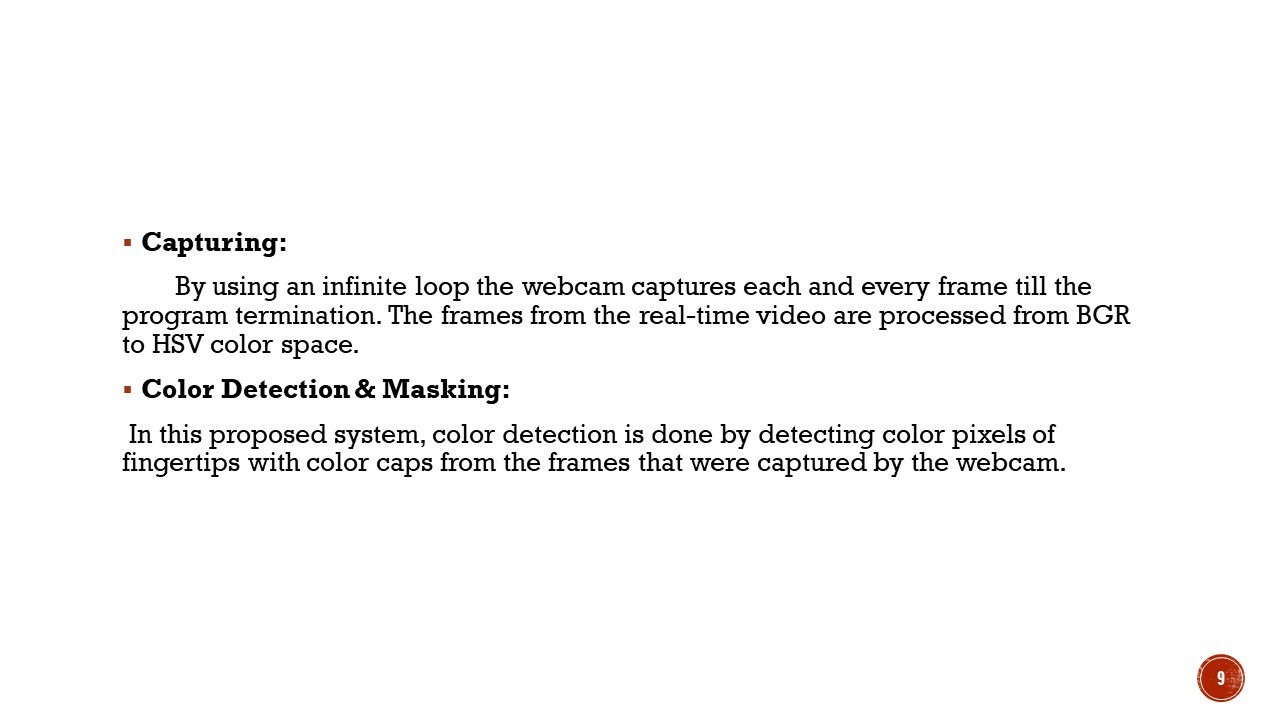 ▪ Capturing:
By using an infinite loop the webcam captures each and every frame till the
program termination. The frames from the real-time video are processed from BGR
to HSV color space.
▪ Color Detection & Masking:
In this proposed system, color detection is done by detecting color pixels of
fingertips with color caps from the frames that were captured by the webcam.
9